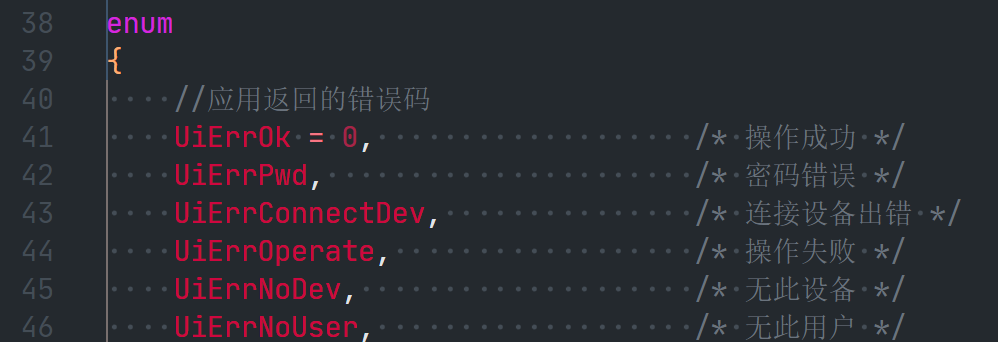 38 enum
39 {
40 //应用返回的错误码
41 UiErrOk = 0, /* 操作成功 */
42 UiErrPwd, /* 密码错误 */
43 UiErrConnectDev, /* 连接设备出错 */
44 UiErrOperate, /* 操作失败 */
45 UiErrNoDev, /* 无此设备 */
46 UiErrNoUser, /* 无此用户 */